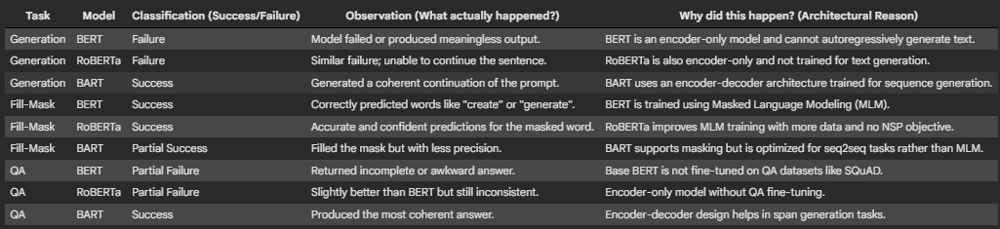 Task Model Classification (Success/Failure) Observation (What actually happened?) Why did this happen? (Architectural Reason)
Generation BERT Failure Model failed or produced meaningless output. BERT is an encoder-only model and cannot autoregressively generate text.
Generation RoBERTa Failure Similar failure; unable to continue the sentence. RoBERTa is also encoder-only and not trained for text generation.
Generation BART Success Generated a coherent continuation of the prompt. BART uses an encoder-decoder architecture trained for sequence generation.
Fill-Mask BERT Success Correctly predicted words like "create" or "generate". BERT is trained using Masked Language Modeling (MLM).
Fill-Mask RoBERTa Success Accurate and confident predictions for the masked word. RoBERTa improves MLM training with more data and no NSP objective.
Fill-Mask BART Partial Success Filled the mask but with less precision. BART supports masking but is optimized for seq2seq tasks rather than MLM.
QA BERT Partial Failure Returned incomplete or awkward answer. Base BERT is not fine-tuned on QA datasets like SQuAD.
QA RoBERTa Partial Failure Slightly better than BERT but still inconsistent. Encoder-only model without QA fine-tuning.
QA BART Success Produced the most coherent answer. Encoder-decoder design helps in span generation tasks.